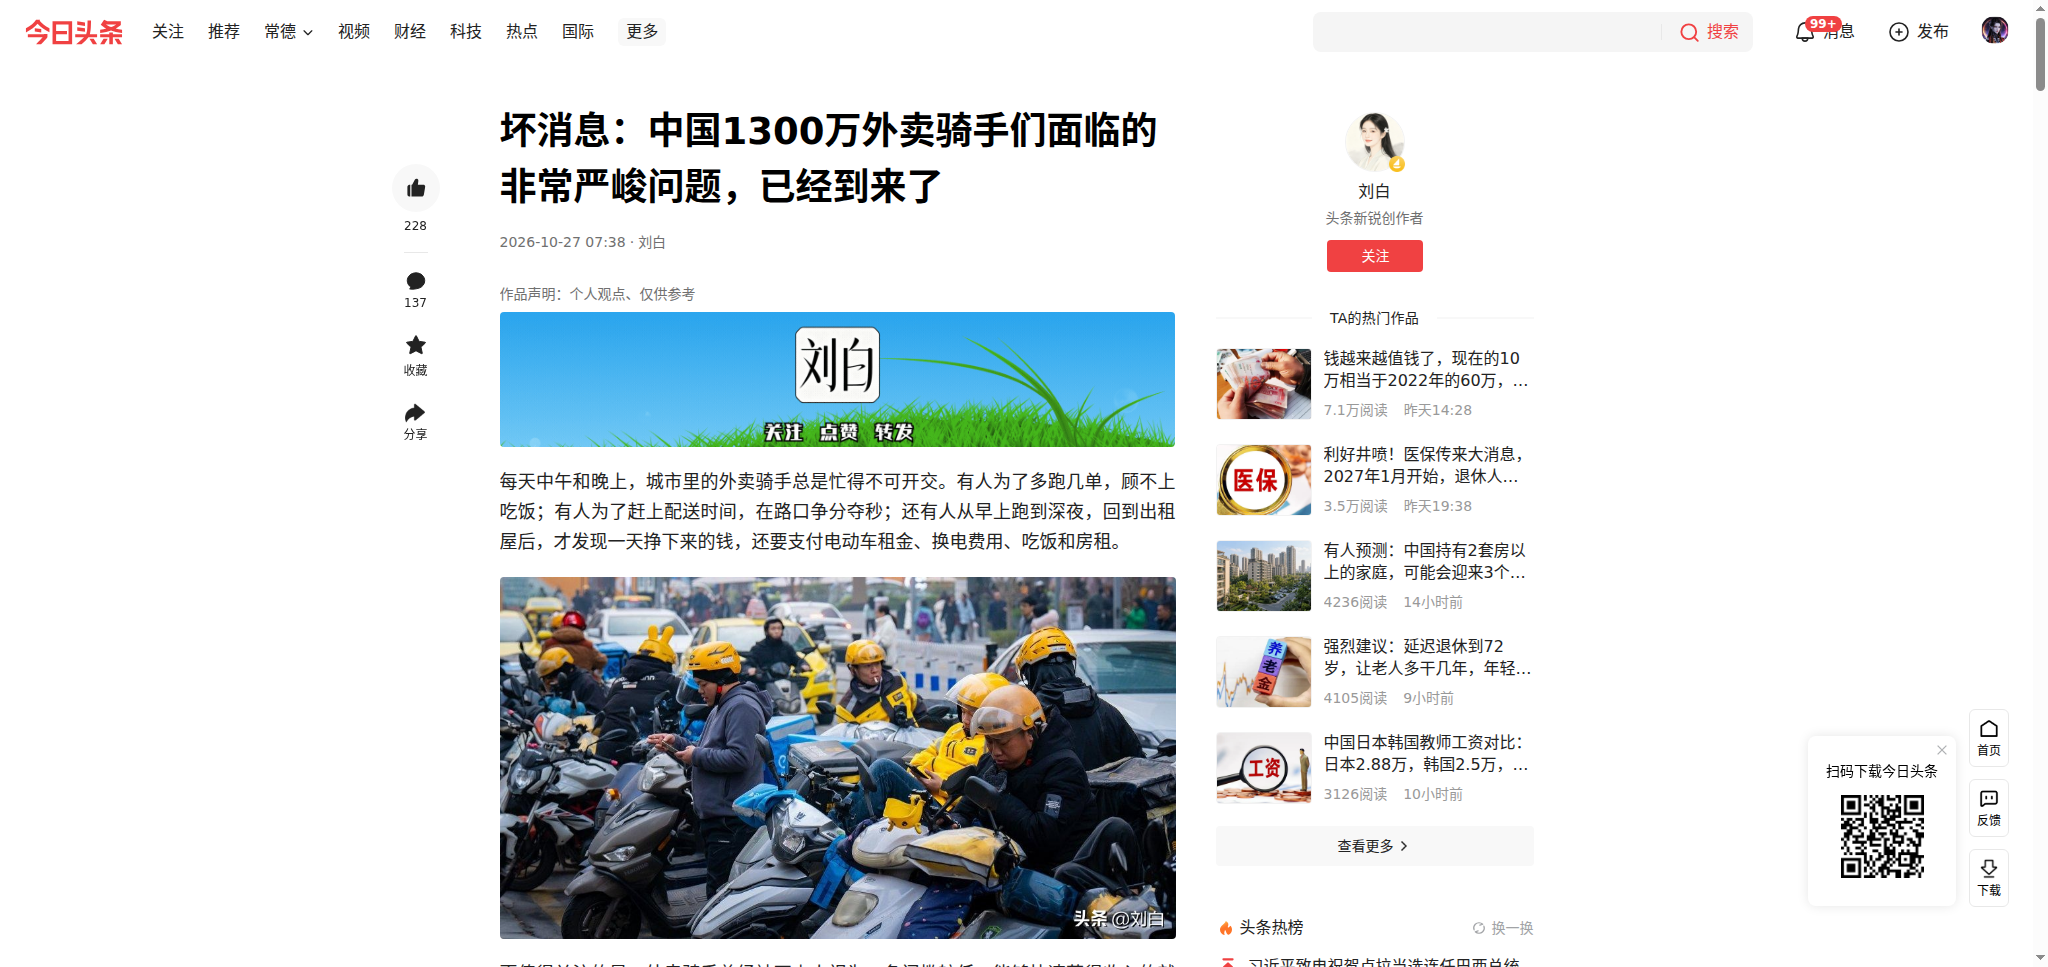 今日头条
关注 推荐 常德 视频 财经 科技 热点 国际 更多
搜索
99+
消息
发布
坏消息：中国1300万外卖骑手们面临的
非常严峻问题，已经到来了
2026-10-27 07:38 · 刘白
作品声明：个人观点、仅供参考
228
137
收藏
分享
刘白
关注 点赞 转发
每天中午和晚上，城市里的外卖骑手总是忙得不可开交。有人为了多跑几单，顾不上
吃饭；有人为了赶上配送时间，在路口争分夺秒；还有人从早上跑到深夜，回到出租
屋后，才发现一天挣下来的钱，还要支付电动车租金、换电费用、吃饭和房租。
头条 @刘白
刘白
头条新锐创作者
关注
TA的热门作品
钱越来越值钱了，现在的10
万相当于2022年的60万，...
7.1万阅读 昨天14:28
医保
利好井喷！医保传来大消息，
2027年1月开始，退休人...
3.5万阅读 昨天19:38
有人预测：中国持有2套房以
上的家庭，可能会迎来3个...
4236阅读 14小时前
养
老
金
强烈建议：延迟退休到72
岁，让老人多干几年，年轻...
4105阅读 9小时前
工资
中国日本韩国教师工资对比：
日本2.88万，韩国2.5万，...
3126阅读 10小时前
查看更多
头条热榜
换一换
习近平致电祝贺卢拉当选连任巴西总统
扫码下载今日头条
首页
反馈
下载